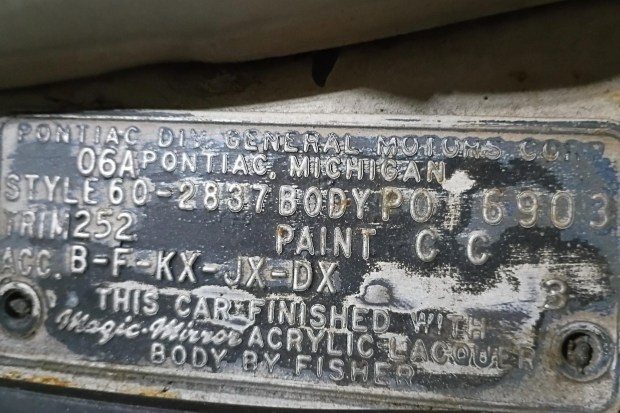 PONTIAC DIV. GENERAL MOTORS COR
06A PONTIAC, MICHIGAN
STYLE 60-2837 BODY PO 6903
TRIM 252 PAINT C C
ACC. B-F-KX-JX-DX 3
THIS CAR FINISHED WITH
Magic-Mirror ACRYLIC LACQUER
BODY BY FISHER